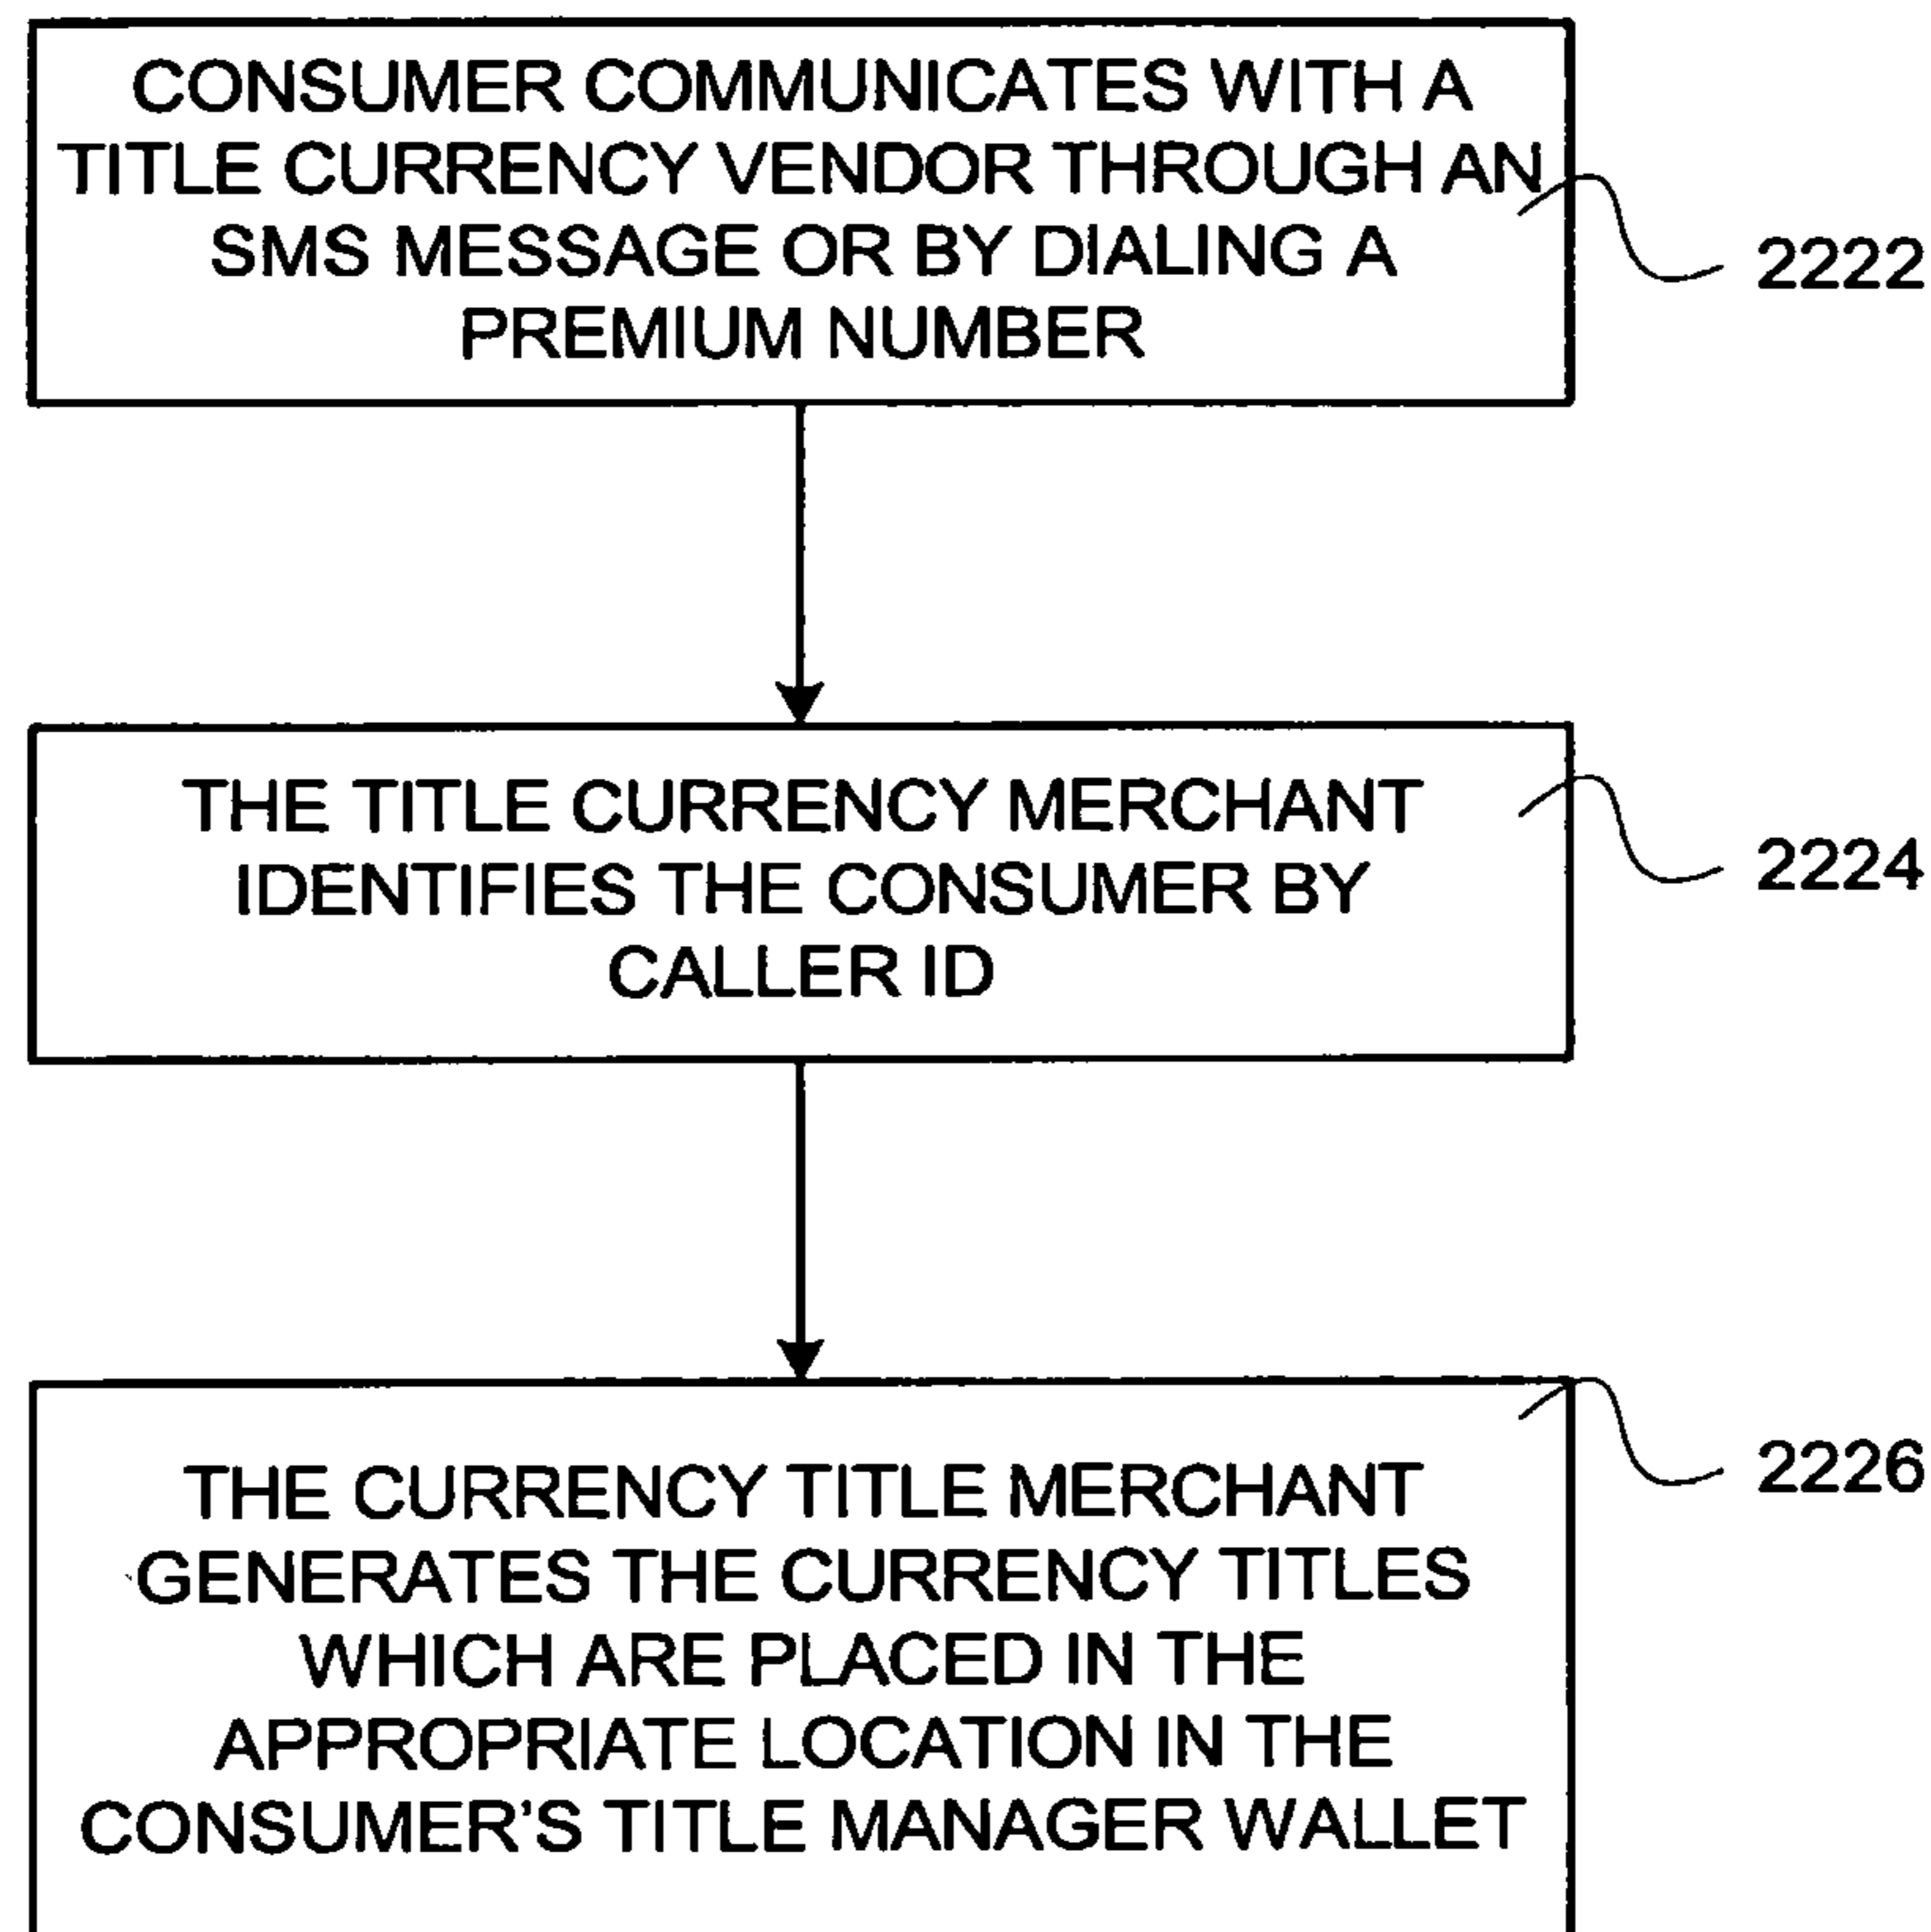 CONSUMER COMMUNICATES WITH A
TITLE CURRENCY VENDOR THROUGH AN
SMS MESSAGE OR BY DIALING A
PREMIUM NUMBER
2222
THE TITLE CURRENCY MERCHANT
IDENTIFIES THE CONSUMER BY
CALLER ID
2224
THE CURRENCY TITLE MERCHANT
GENERATES THE CURRENCY TITLES
WHICH ARE PLACED IN THE
APPROPRIATE LOCATION IN THE
CONSUMER'S TITLE MANAGER WALLET
2226